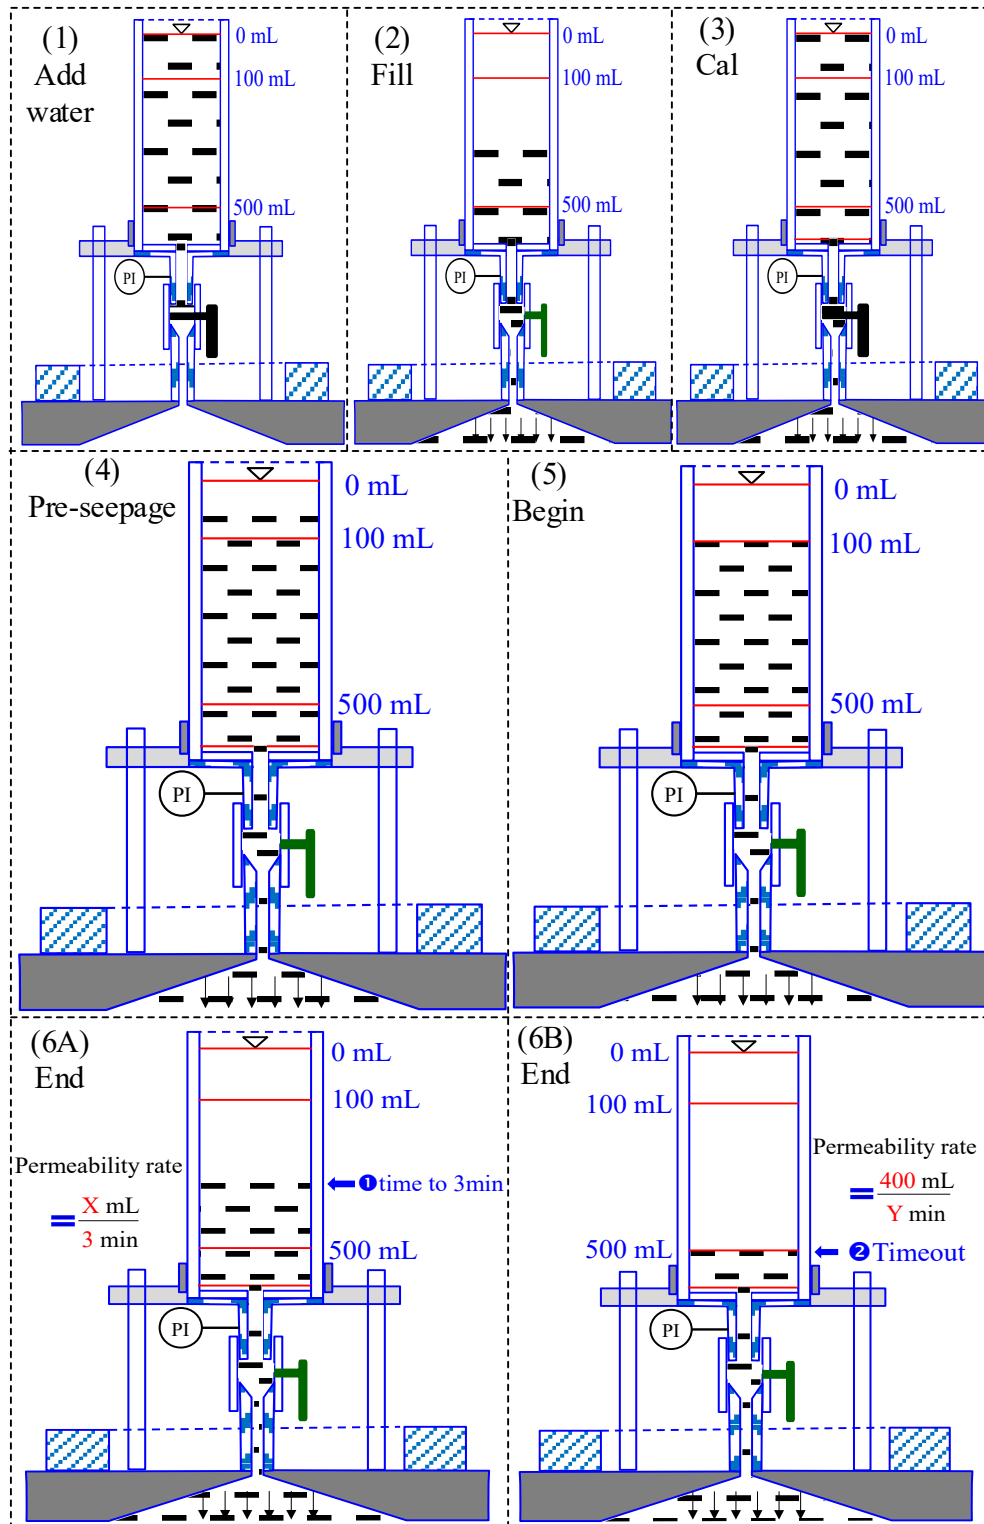 (1)
Add
water
0 mL
100 mL
500 mL
PI
(2)
Fill
0 mL
100 mL
500 mL
PI
(3)
Cal
0 mL
100 mL
500 mL
PI
(4)
Pre-seepage
0 mL
100 mL
500 mL
PI
(5)
Begin
0 mL
100 mL
500 mL
PI
(6A)
End
0 mL
100 mL
Permeability rate
= X mL
3 min
❶time to 3min
500 mL
PI
(6B)
End
0 mL
100 mL
Permeability rate
= 400 mL
Y min
500 mL
❷Timeout
PI